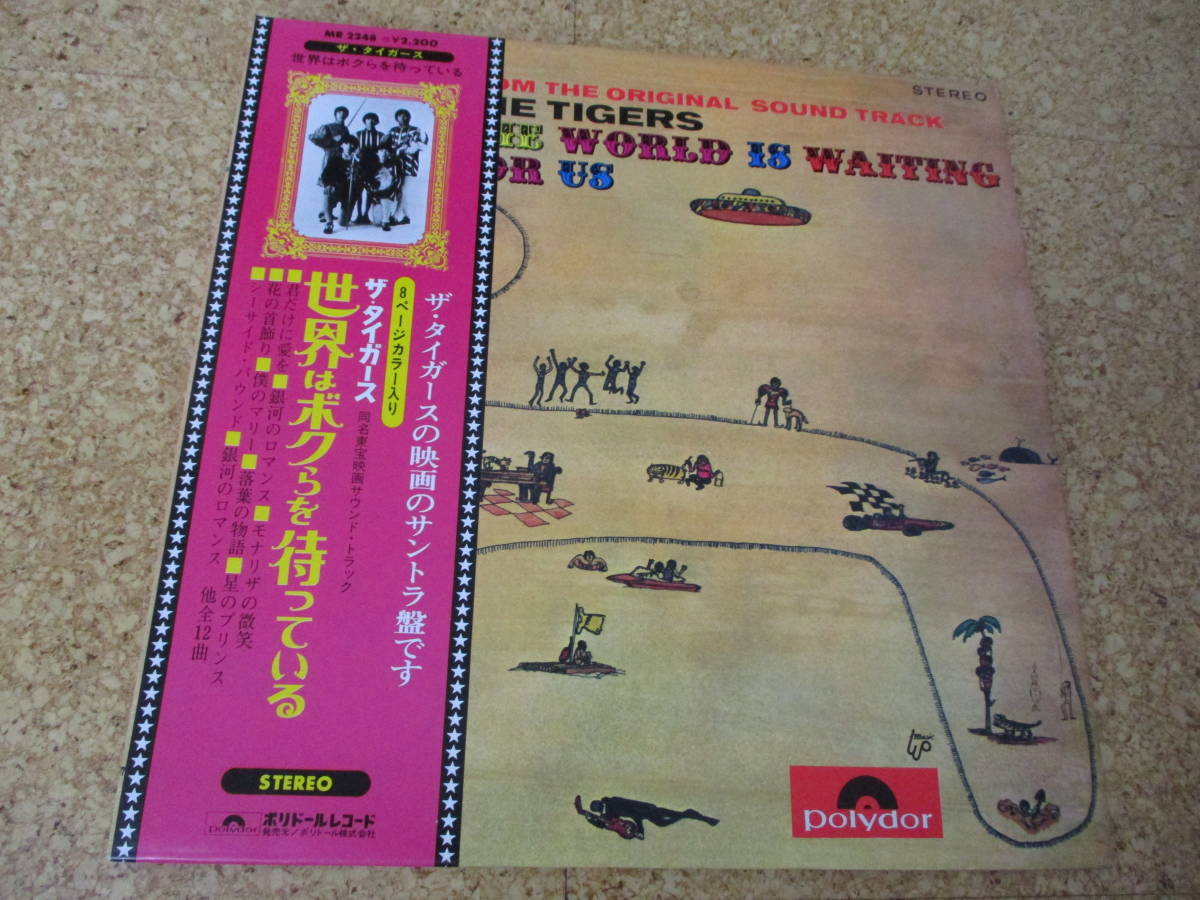 MR 2248 ¥2,200
ザ・タイガース
世界はボクらを待っている
ザ・タイガースの映画のサントラ盤です
8ページカラー入り
ザ・タイガース
同名東宝映画サウンド・トラック
世界はボクらを待っている
■君だけに愛を■銀河のロマンス■モナリザの微笑
■花の首飾り■僕のマリー■落葉の物語■星のプリンス
■シーサイド・バウンド■銀河のロマンス 他全12曲
STEREO
polydor
ポリドールレコード
発売元/ポリドール株式会社
STEREO
OM THE ORIGINAL SOUND TRACK
HE TIGERS
HE WORLD IS WAITING
OR US
polydor